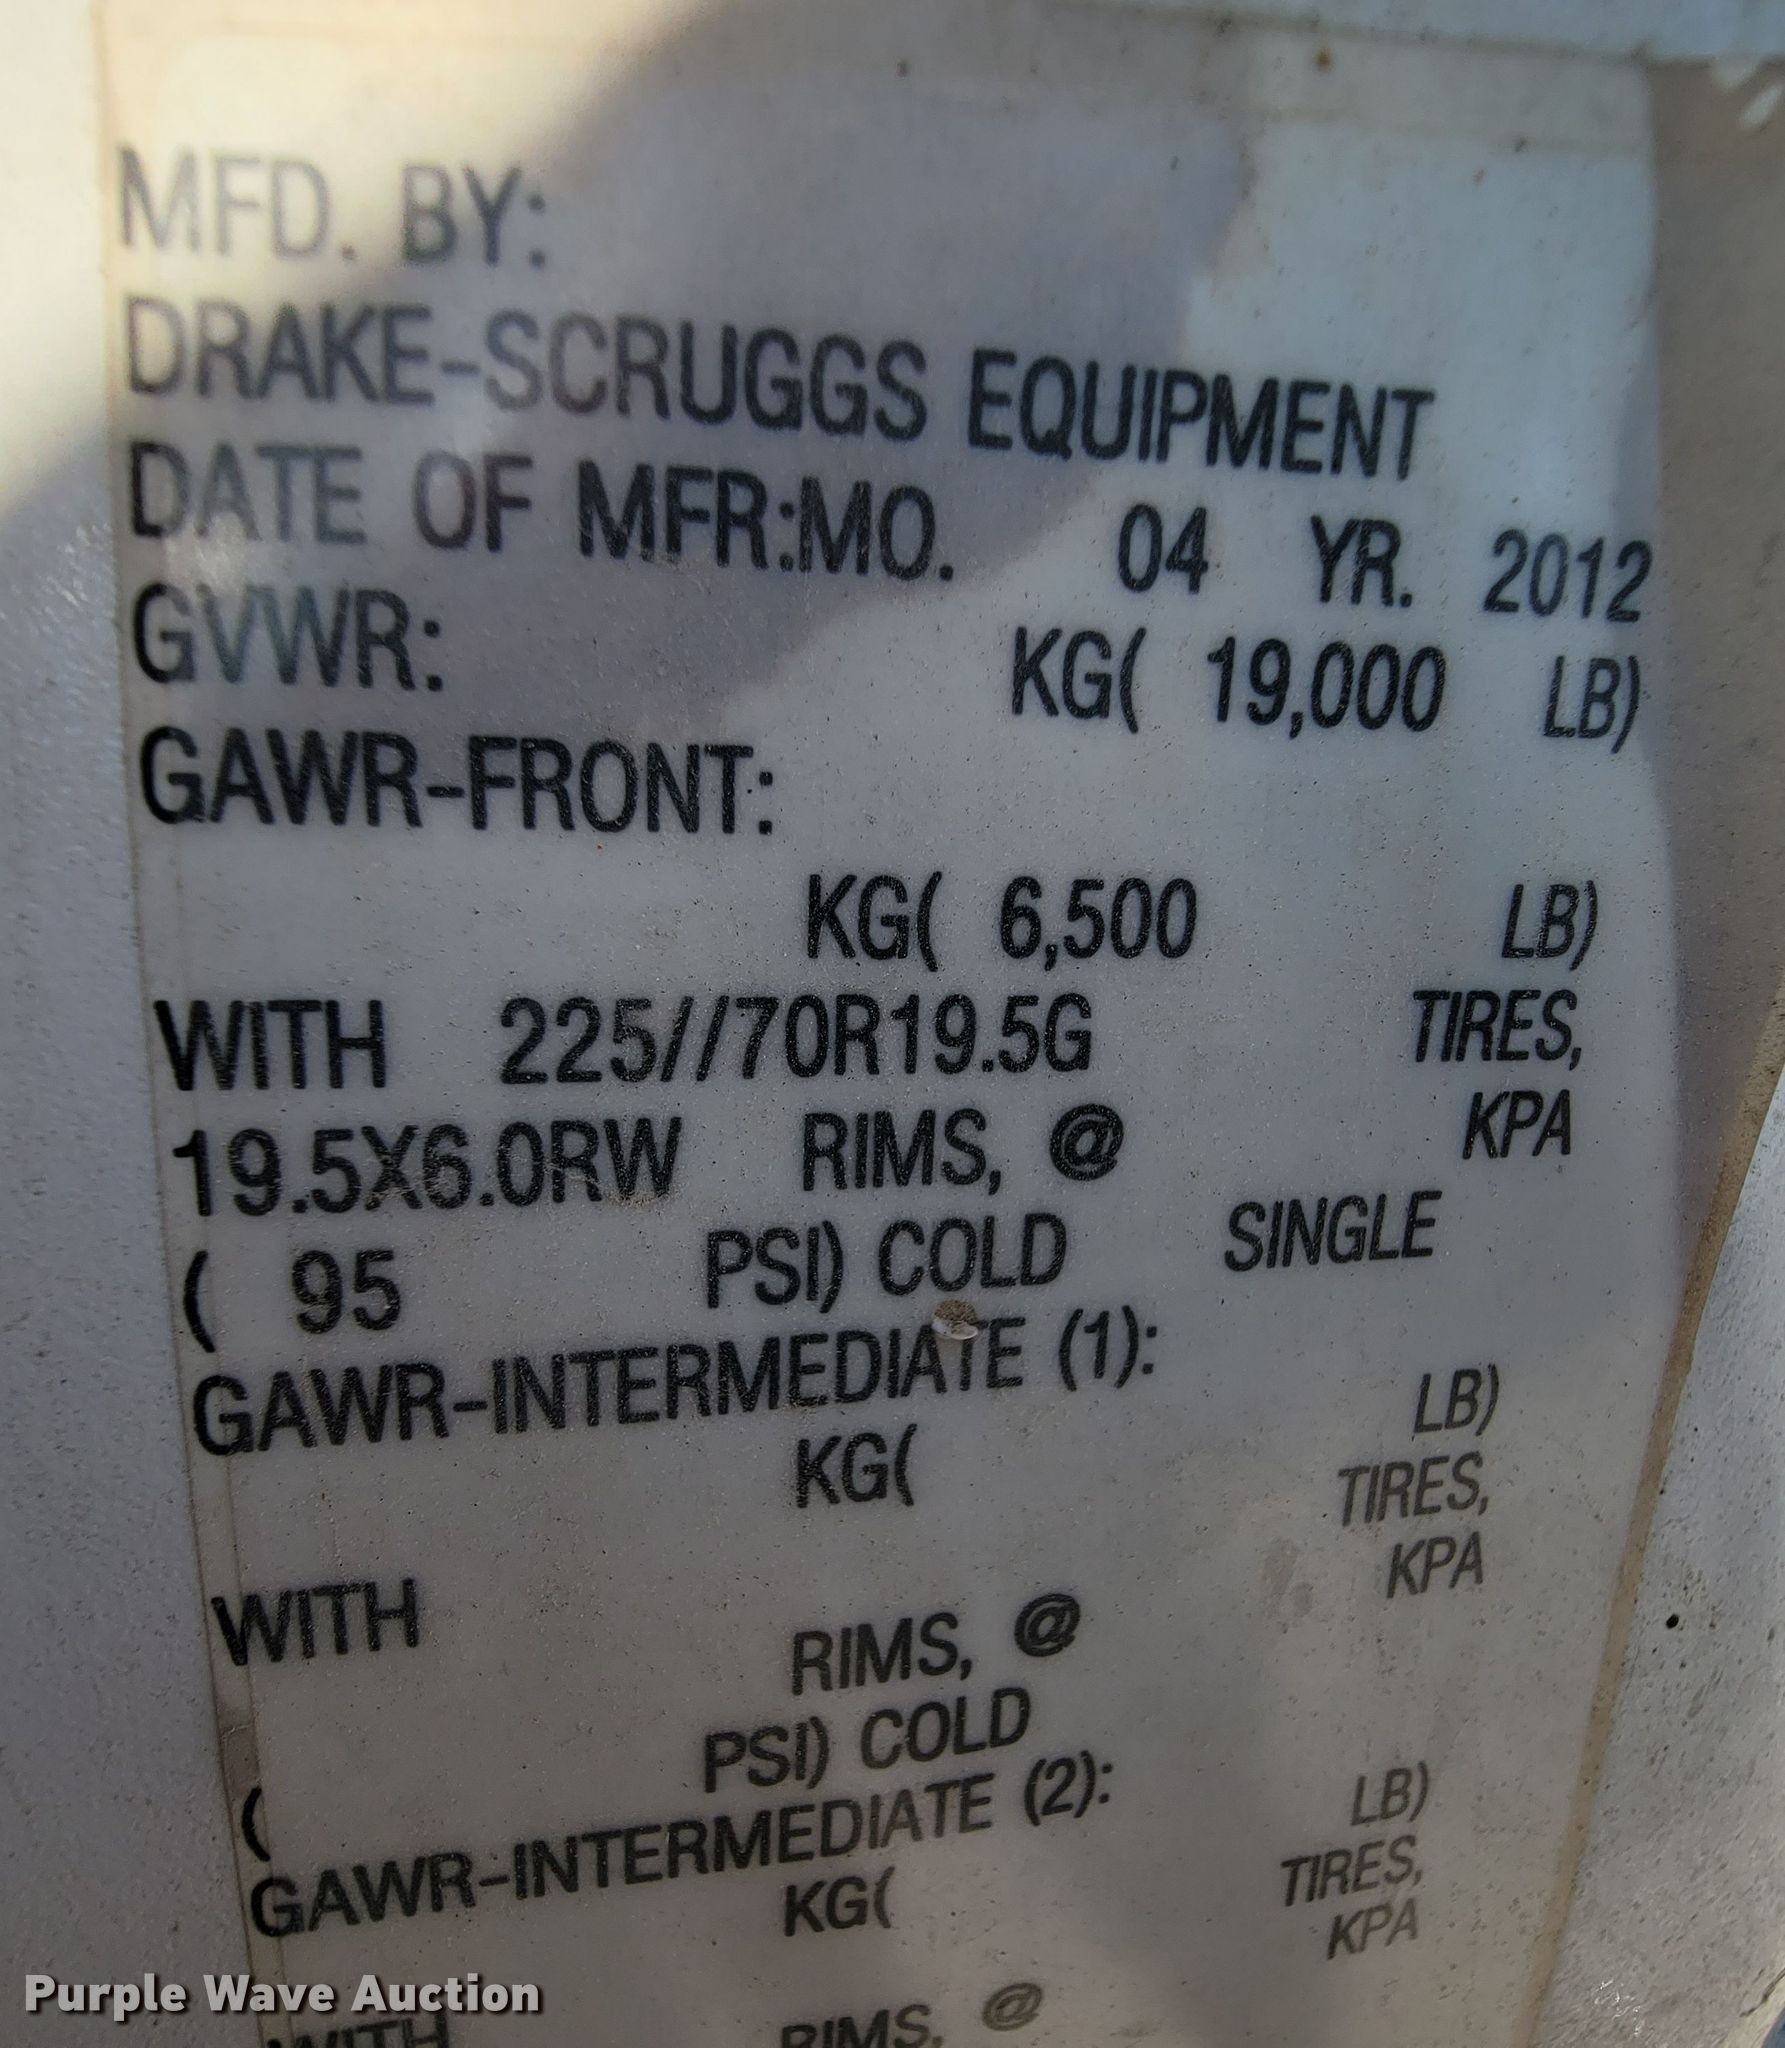 MFD. BY:
DRAKE-SCRUGGS EQUIPMENT
DATE OF MFR:MO. 04 YR. 2012
GVWR: KG( 19,000 LB)
GAWR-FRONT:
KG( 6,500 LB)
WITH 225//70R19.5G TIRES,
19.5X6.0RW RIMS, @ KPA
( 95 PSI) COLD SINGLE
GAWR-INTERMEDIATE (1):
KG( LB)
WITH TIRES,
RIMS, @ KPA
( PSI) COLD
GAWR-INTERMEDIATE (2):
KG( LB)
WITH TIRES,
RIMS, @ KPA
Purple Wave Auction